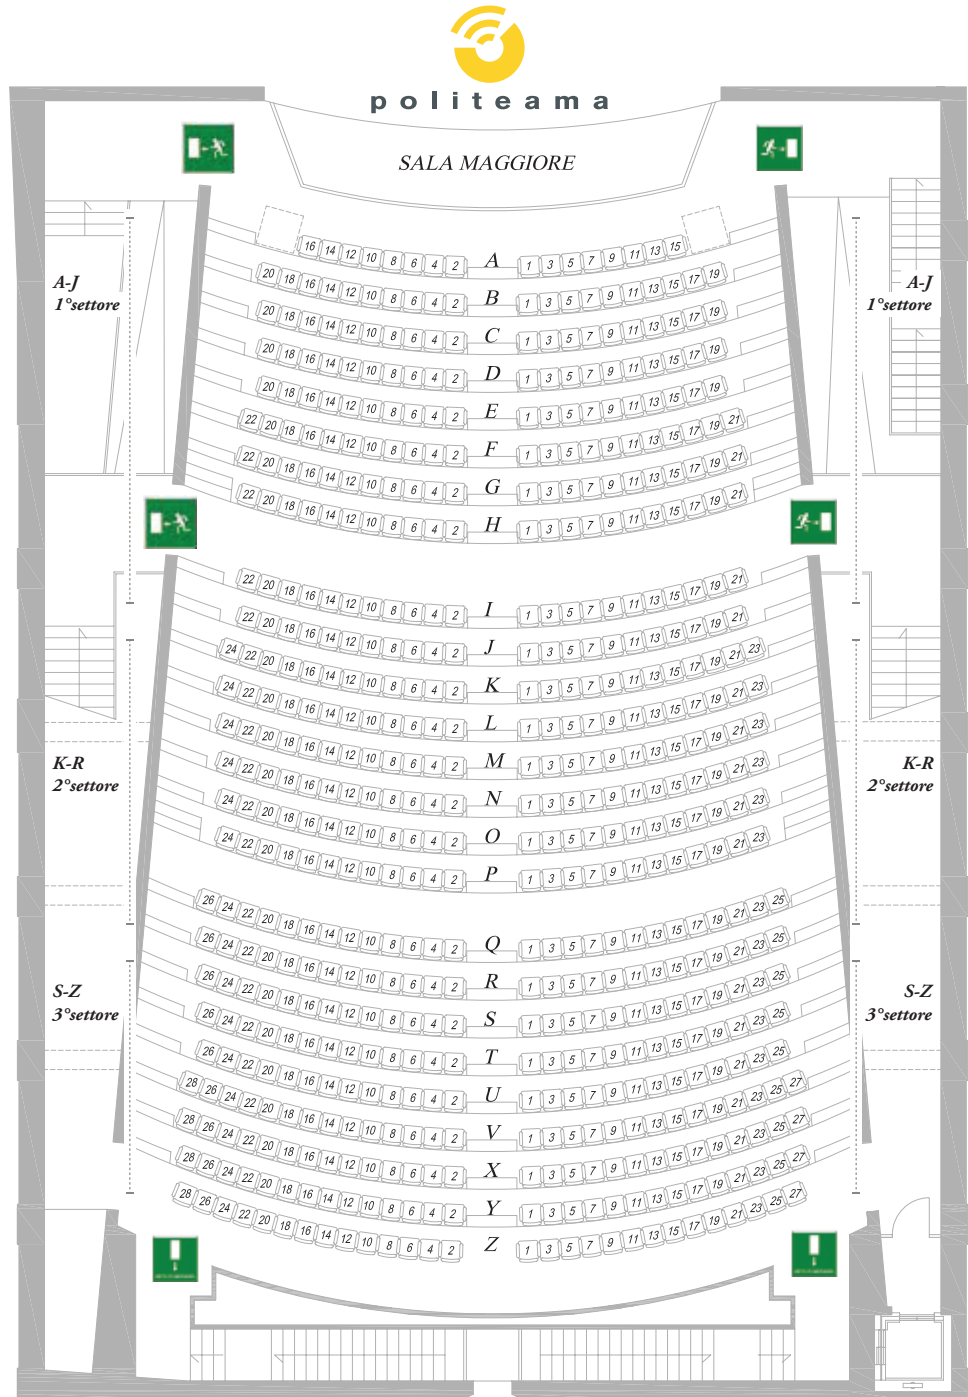 politeama
SALA MAGGIORE
16 14 12 10 8 6 4 2 A 1 3 5 7 9 11 13 15
A-J A-J
1°settore 1°settore
20 18 16 14 12 10 8 6 4 2 B 1 3 5 7 9 11 13 15 17 19
20 18 16 14 12 10 8 6 4 2 C 1 3 5 7 9 11 13 15 17 19
20 18 16 14 12 10 8 6 4 2 D 1 3 5 7 9 11 13 15 17 19
20 18 16 14 12 10 8 6 4 2 E 1 3 5 7 9 11 13 15 17 19
22 20 18 16 14 12 10 8 6 4 2 F 1 3 5 7 9 11 13 15 17 19 21
22 20 18 16 14 12 10 8 6 4 2 G 1 3 5 7 9 11 13 15 17 19 21
22 20 18 16 14 12 10 8 6 4 2 H 1 3 5 7 9 11 13 15 17 19 21
22 20 18 16 14 12 10 8 6 4 2 I 1 3 5 7 9 11 13 15 17 19 21
22 20 18 16 14 12 10 8 6 4 2 J 1 3 5 7 9 11 13 15 17 19 21
24 22 20 18 16 14 12 10 8 6 4 2 K 1 3 5 7 9 11 13 15 17 19 21 23
24 22 20 18 16 14 12 10 8 6 4 2 L 1 3 5 7 9 11 13 15 17 19 21 23
24 22 20 18 16 14 12 10 8 6 4 2 M 1 3 5 7 9 11 13 15 17 19 21 23
K-R K-R
2°settore 2°settore
24 22 20 18 16 14 12 10 8 6 4 2 N 1 3 5 7 9 11 13 15 17 19 21 23
24 22 20 18 16 14 12 10 8 6 4 2 O 1 3 5 7 9 11 13 15 17 19 21 23
24 22 20 18 16 14 12 10 8 6 4 2 P 1 3 5 7 9 11 13 15 17 19 21 23
26 24 22 20 18 16 14 12 10 8 6 4 2 Q 1 3 5 7 9 11 13 15 17 19 21 23 25
26 24 22 20 18 16 14 12 10 8 6 4 2 R 1 3 5 7 9 11 13 15 17 19 21 23 25
S-Z S-Z
3°settore 3°settore
26 24 22 20 18 16 14 12 10 8 6 4 2 S 1 3 5 7 9 11 13 15 17 19 21 23 25
26 24 22 20 18 16 14 12 10 8 6 4 2 T 1 3 5 7 9 11 13 15 17 19 21 23 25
26 24 22 20 18 16 14 12 10 8 6 4 2 U 1 3 5 7 9 11 13 15 17 19 21 23 25
28 26 24 22 20 18 16 14 12 10 8 6 4 2 V 1 3 5 7 9 11 13 15 17 19 21 23 25 27
28 26 24 22 20 18 16 14 12 10 8 6 4 2 X 1 3 5 7 9 11 13 15 17 19 21 23 25 27
28 26 24 22 20 18 16 14 12 10 8 6 4 2 Y 1 3 5 7 9 11 13 15 17 19 21 23 25 27
28 26 24 22 20 18 16 14 12 10 8 6 4 2 Z 1 3 5 7 9 11 13 15 17 19 21 23 25 27